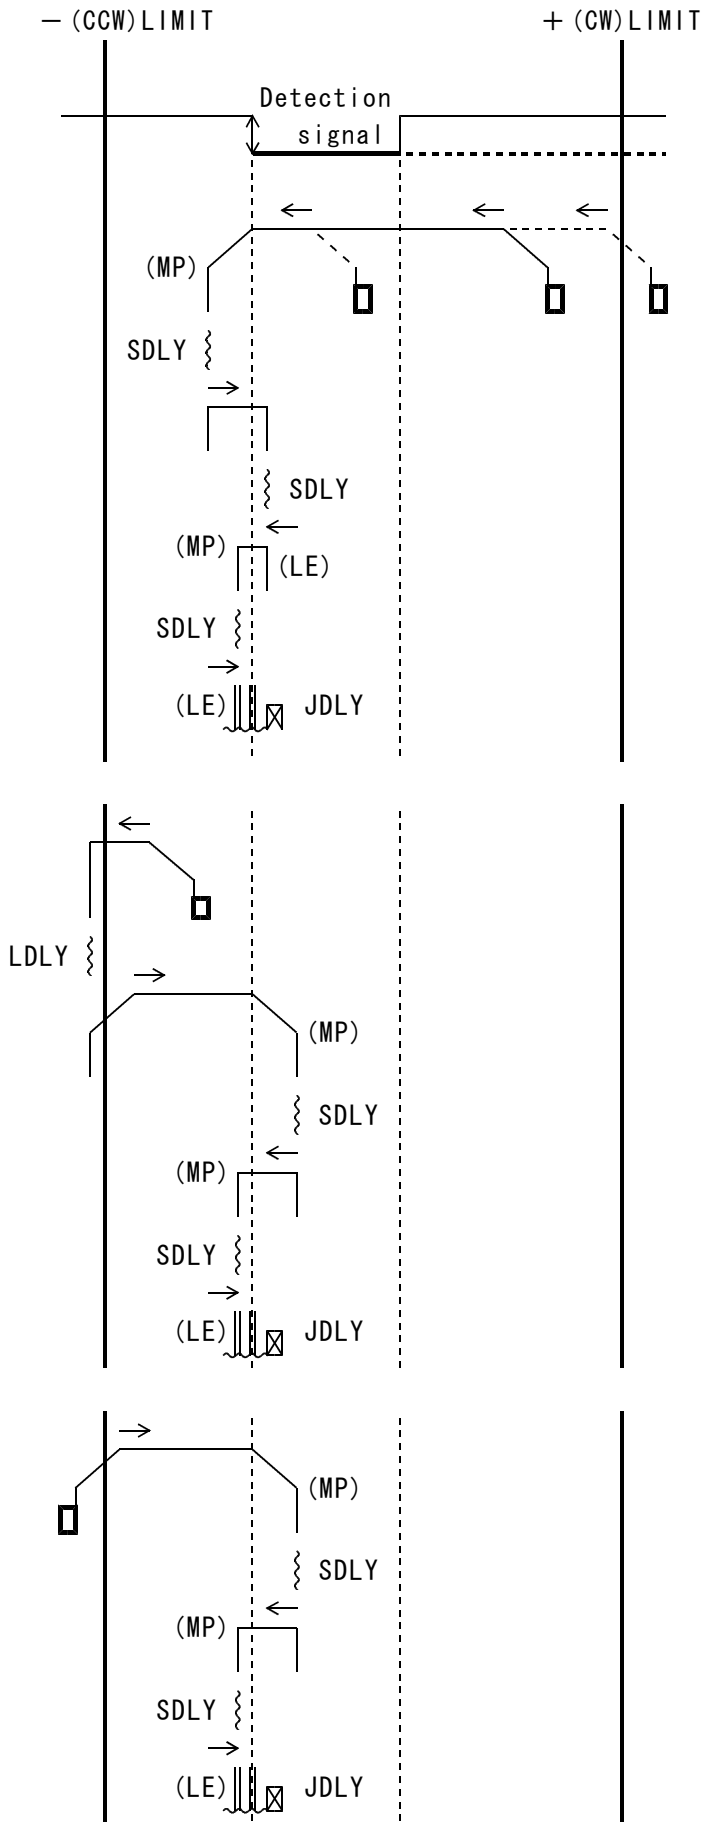 －(CCW)LIMIT ＋(CW)LIMIT
Detection
signal
(MP)
SDLY
SDLY
(MP)
(LE)
SDLY
(LE) JDLY
LDLY
(MP)
SDLY
(MP)
SDLY
(LE) JDLY
(MP)
SDLY
(MP)
SDLY
(LE) JDLY